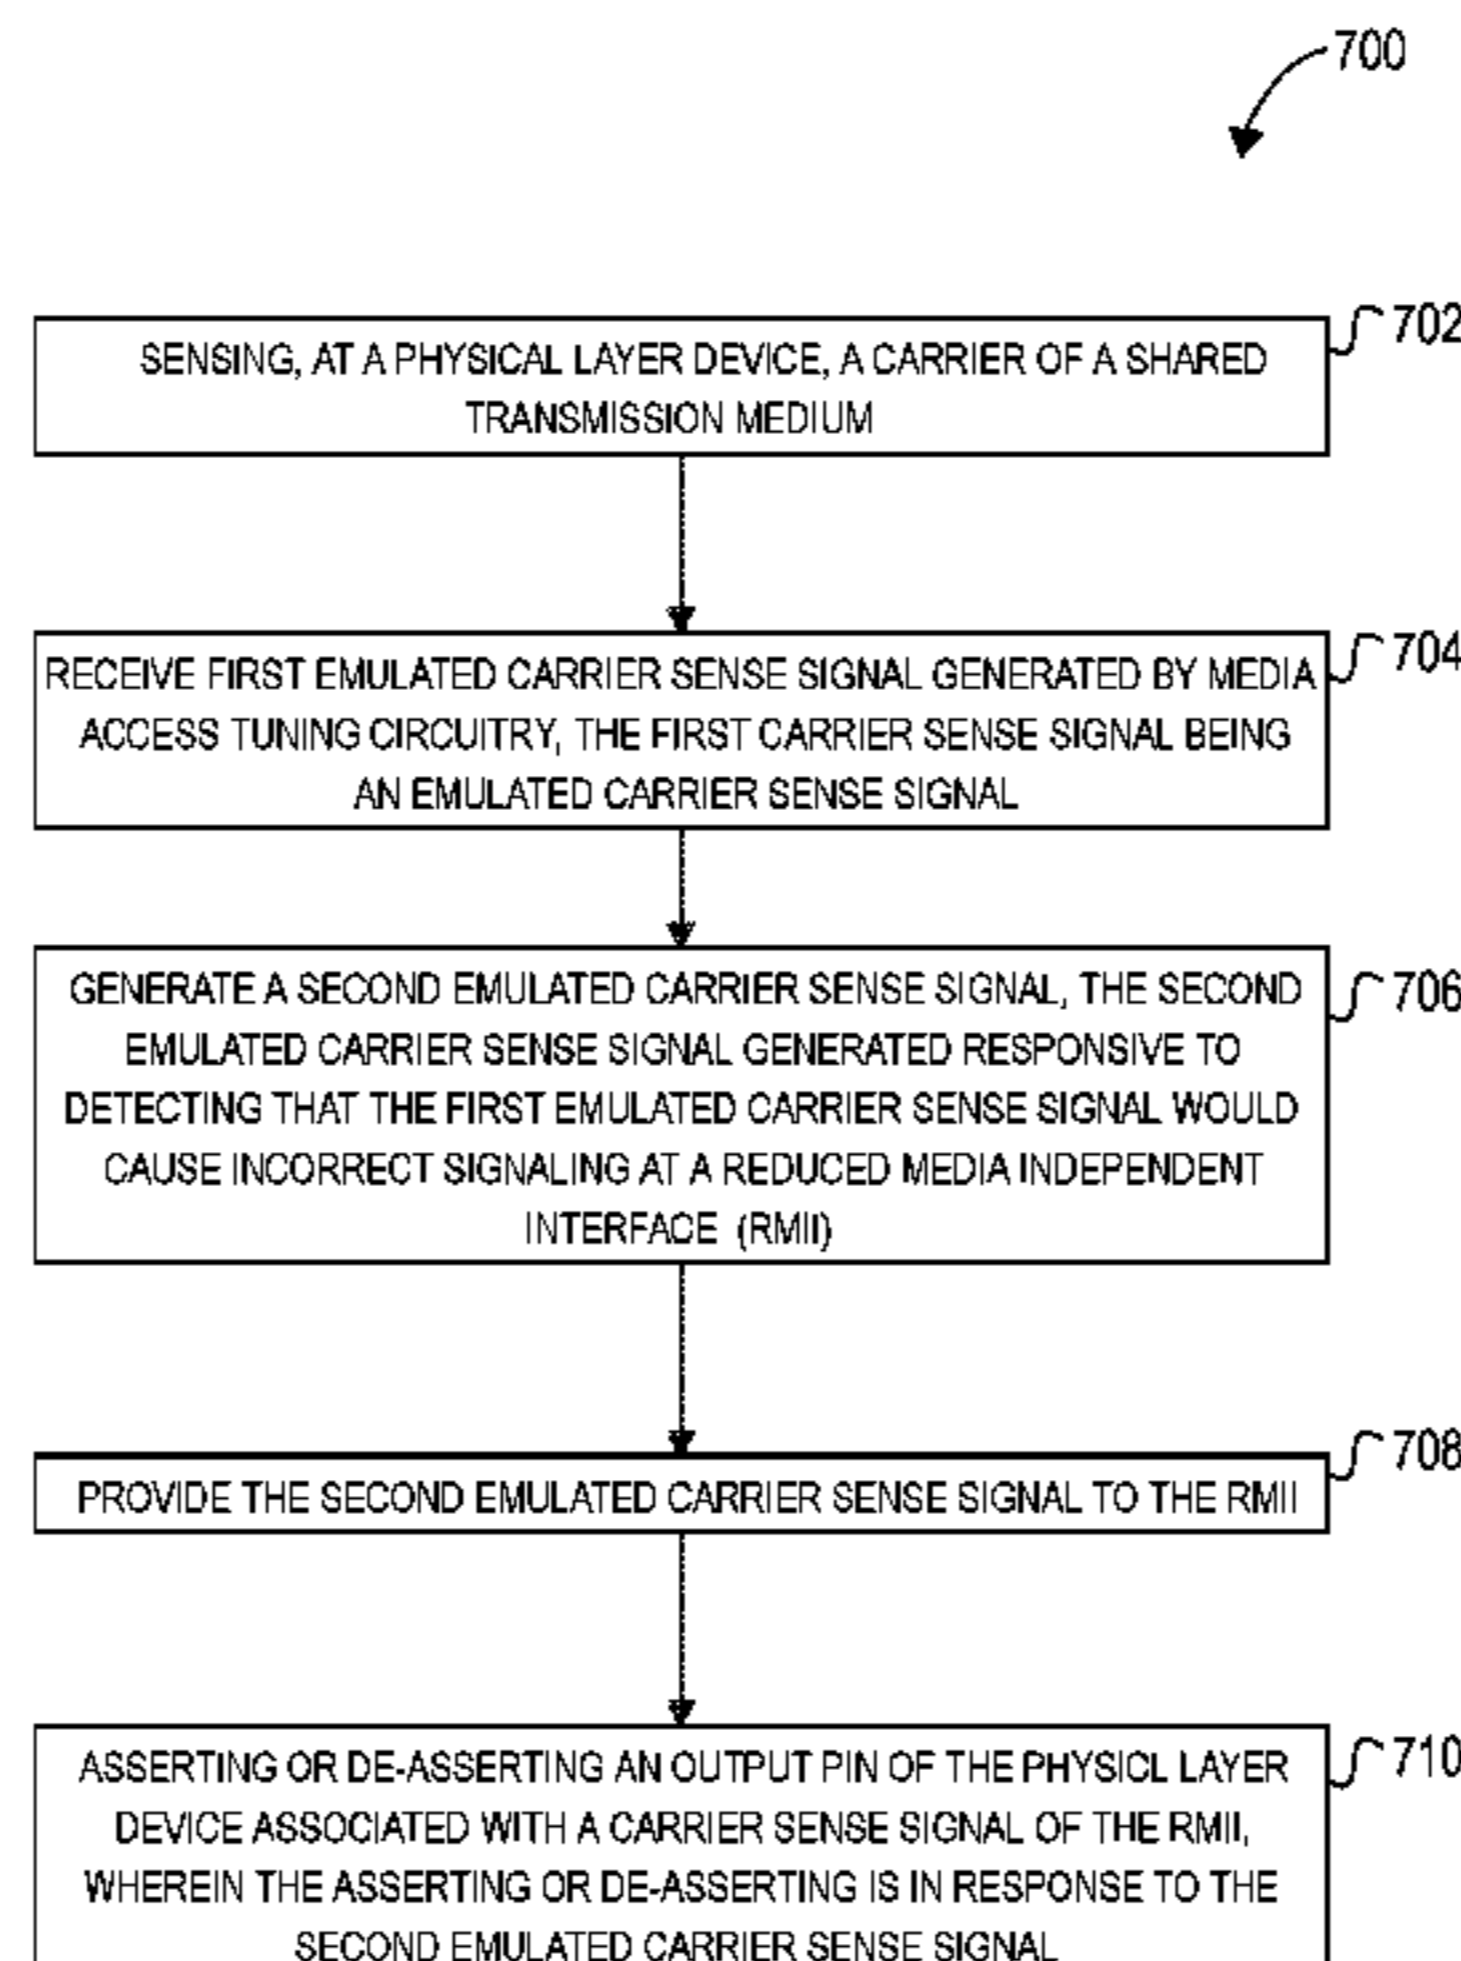 700
702
SENSING, AT A PHYSICAL LAYER DEVICE, A CARRIER OF A SHARED
TRANSMISSION MEDIUM
704
RECEIVE FIRST EMULATED CARRIER SENSE SIGNAL GENERATED BY MEDIA
ACCESS TUNING CIRCUITRY, THE FIRST CARRIER SENSE SIGNAL BEING
AN EMULATED CARRIER SENSE SIGNAL
706
GENERATE A SECOND EMULATED CARRIER SENSE SIGNAL, THE SECOND
EMULATED CARRIER SENSE SIGNAL GENERATED RESPONSIVE TO
DETECTING THAT THE FIRST EMULATED CARRIER SENSE SIGNAL WOULD
CAUSE INCORRECT SIGNALING AT A REDUCED MEDIA INDEPENDENT
INTERFACE (RMII)
708
PROVIDE THE SECOND EMULATED CARRIER SENSE SIGNAL TO THE RMII
710
ASSERTING OR DE-ASSERTING AN OUTPUT PIN OF THE PHYSICL LAYER
DEVICE ASSOCIATED WITH A CARRIER SENSE SIGNAL OF THE RMII,
WHEREIN THE ASSERTING OR DE-ASSERTING IS IN RESPONSE TO THE
SECOND EMULATED CARRIER SENSE SIGNAL